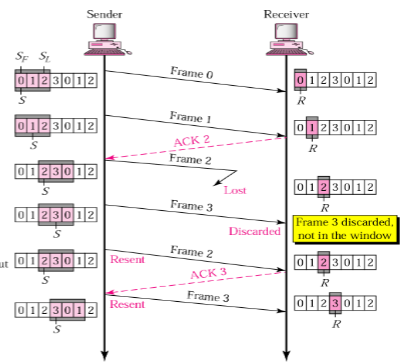 Sender Receiver
SF SL
Frame 0
0 1 2 3 0 1 2 0 1 2 3 0 1 2
S R
Frame 1
0 1 2 3 0 1 2 0 1 2 3 0 1 2
S R
ACK 2
Frame 2
0 1 2 3 0 1 2 0 1 2 3 0 1 2
S Lost R
Frame 3
0 1 2 3 0 1 2 Discarded Frame 3 discarded,
S not in the window
Frame 2
ut 0 1 2 3 0 1 2 Resent 0 1 2 3 0 1 2
S ACK 3 R
Resent Frame 3
0 1 2 3 0 1 2 0 1 2 3 0 1 2
S R